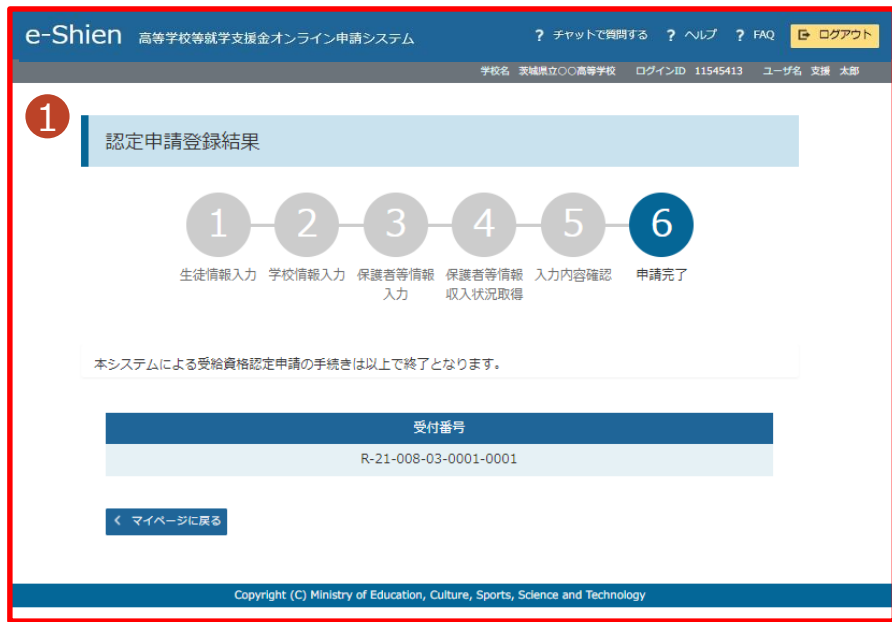 e-Shien 高等学校等就学支援金オンライン申請システム ? チャットで質問する ? ヘルプ ? FAQ ログアウト
学校名 茨城県立○○高等学校 ログインID 11545413 ユーザ名 支援 太郎
1
認定申請登録結果
1 2 3 4 5 6
生徒情報入力 学校情報入力 保護者等情報 保護者等情報 入力内容確認 申請完了
入力 収入状況取得
本システムによる受給資格認定申請の手続きは以上で終了となります。
受付番号
R-21-008-03-0001-0001
マイページに戻る
Copyright (C) Ministry of Education, Culture, Sports, Science and Technology